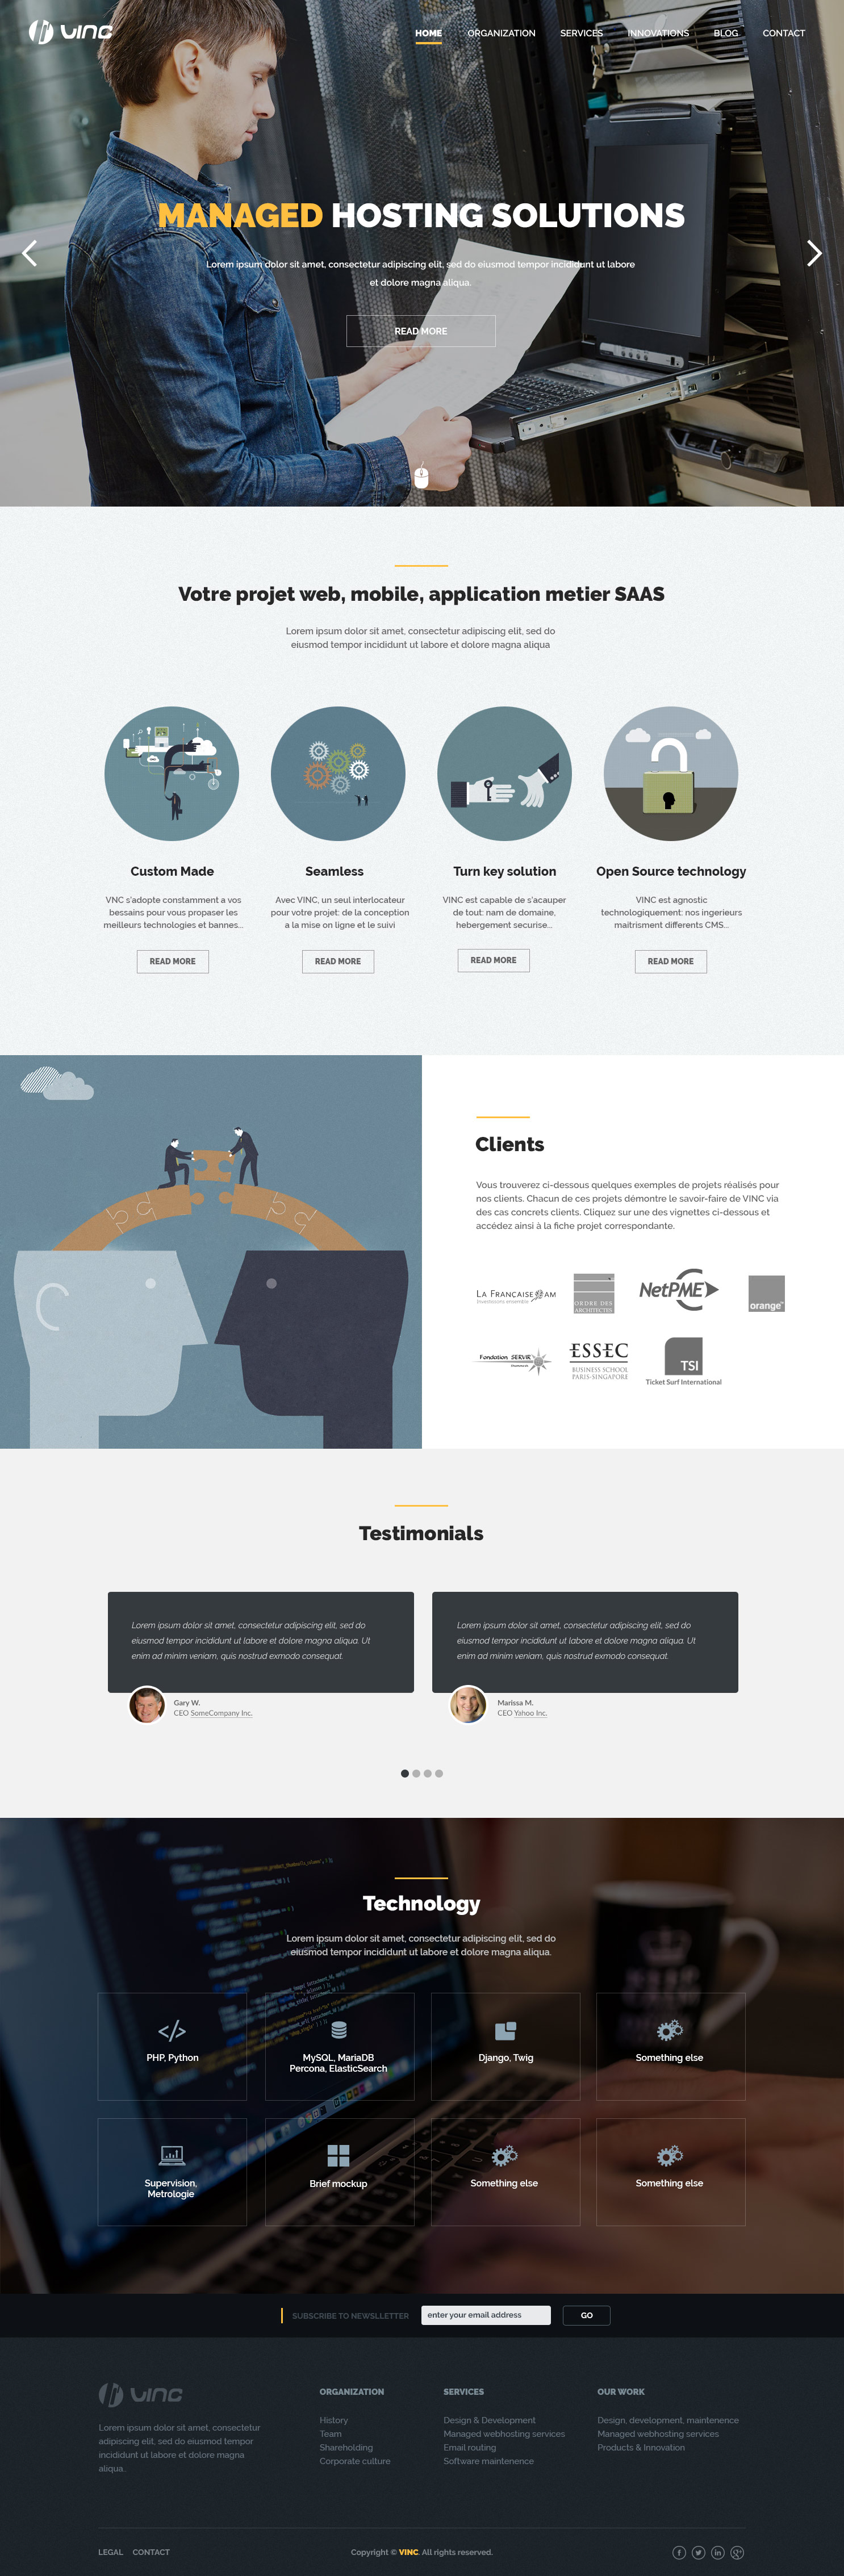 VINC
HOME ORGANIZATION SERVICES INNOVATIONS BLOG CONTACT
MANAGED HOSTING SOLUTIONS
Lorem ipsum dolor sit amet, consectetur adipiscing elit, sed do eiusmod tempor incididunt ut labore
et dolore magna aliqua.
READ MORE
Votre projet web, mobile, application metier SAAS
Lorem ipsum dolor sit amet, consectetur adipiscing elit, sed do
eiusmod tempor incididunt ut labore et dolore magna aliqua
Custom Made
VNC s'adopte constamment a vos
bessains pour vous propaser les
meilleurs technologies et bannes...
READ MORE
Seamless
Avec VINC, un seul interlocateur
pour votre projet: de la conception
a la mise on ligne et le suivi
READ MORE
Turn key solution
VINC est capable de s'acauper
de tout: nam de domaine,
hebergement securise...
READ MORE
Open Source technology
VINC est agnostic
technologiquement: nos ingerieurs
maitrisment differents CMS...
READ MORE
Clients
Vous trouverez ci-dessous quelques exemples de projets réalisés pour
nos clients. Chacun de ces projets démontre le savoir-faire de VINC via
des cas concrets clients. Cliquez sur une des vignettes ci-dessous et
accédez ainsi à la fiche projet correspondante.
LA FRANÇAISE AM
Investissons ensemble
ORDRE DES
ARCHITECTES
NetPME
orange™
Fondation SERVIR
ESSEC
BUSINESS SCHOOL
PARIS-SINGAPORE
TSI
Ticket Surf International
Testimonials
Lorem ipsum dolor sit amet, consectetur adipiscing elit, sed do
eiusmod tempor incididunt ut labore et dolore magna aliqua. Ut
enim ad minim veniam, quis nostrud exmodo consequat.
Gary W.
CEO SomeCompany Inc.
Lorem ipsum dolor sit amet, consectetur adipiscing elit, sed do
eiusmod tempor incididunt ut labore et dolore magna aliqua. Ut
enim ad minim veniam, quis nostrud exmodo consequat.
Marissa M.
CEO Yahoo Inc.
Technology
Lorem ipsum dolor sit amet, consectetur adipiscing elit, sed do
eiusmod tempor incididunt ut labore et dolore magna aliqua.
PHP, Python
MySQL, MariaDB
Percona, ElasticSearch
Django, Twig
Something else
Supervision,
Metrologie
Brief mockup
Something else
Something else
SUBSCRIBE TO NEWSLLETTER
enter your email address
GO
VINC
Lorem ipsum dolor sit amet, consectetur
adipiscing elit, sed do eiusmod tempor
incididunt ut labore et dolore magna
aliqua..
ORGANIZATION
History
Team
Shareholding
Corporate culture
SERVICES
Design & Development
Managed webhosting services
Email routing
Software maintenence
OUR WORK
Design, development, maintenence
Managed webhosting services
Products & Innovation
LEGAL CONTACT
Copyright © VINC. All rights reserved.